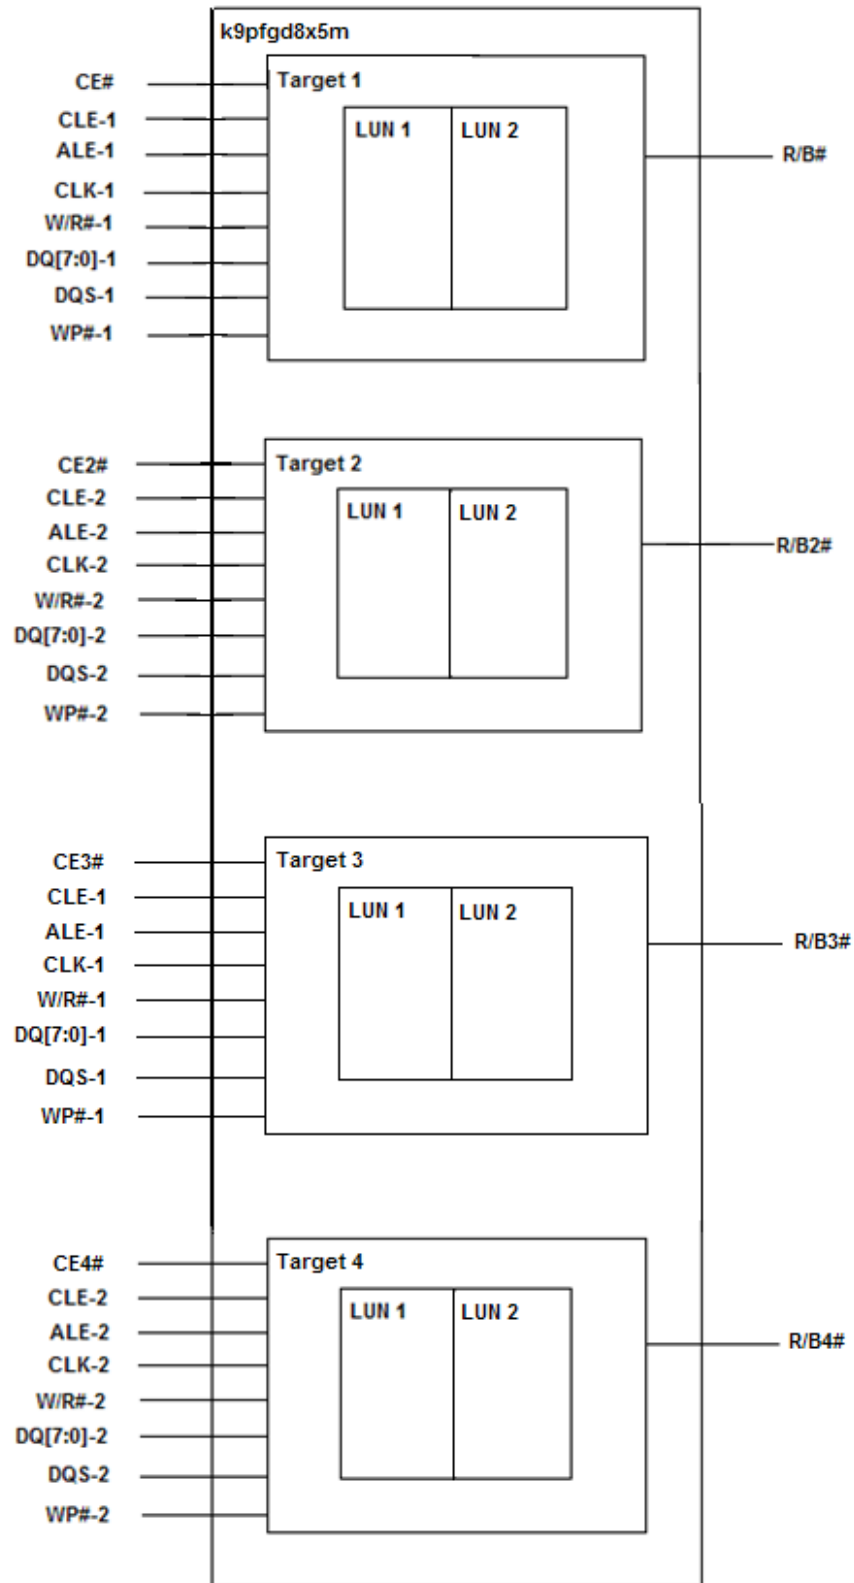 k9pfgd8x5m
CE#
Target 1
CLE-1
LUN 1
LUN 2
ALE-1
R/B#
CLK-1
W/R#-1
DQ[7:0]-1
DQS-1
WP#-1
CE2#
Target 2
CLE-2
LUN 1
LUN 2
ALE-2
R/B2#
CLK-2
W/R#-2
DQ[7:0]-2
DQS-2
WP#-2
CE3#
Target 3
CLE-1
LUN 1
LUN 2
ALE-1
R/B3#
CLK-1
W/R#-1
DQ[7:0]-1
DQS-1
WP#-1
CE4#
Target 4
CLE-2
LUN 1
LUN 2
ALE-2
R/B4#
CLK-2
W/R#-2
DQ[7:0]-2
DQS-2
WP#-2